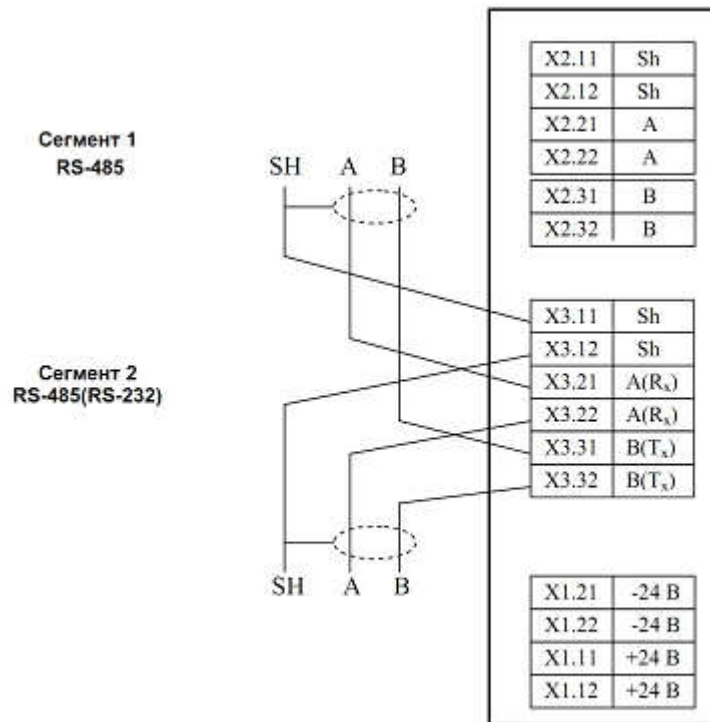 Сегмент 1
RS-485
SH A B
X2.11 Sh
X2.12 Sh
X2.21 A
X2.22 A
X2.31 B
X2.32 B
Сегмент 2
RS-485(RS-232)
X3.11 Sh
X3.12 Sh
X3.21 A(Rx)
X3.22 A(Rx)
X3.31 B(Tx)
X3.32 B(Tx)
SH A B
X1.21 -24 В
X1.22 -24 В
X1.11 +24 В
X1.12 +24 В